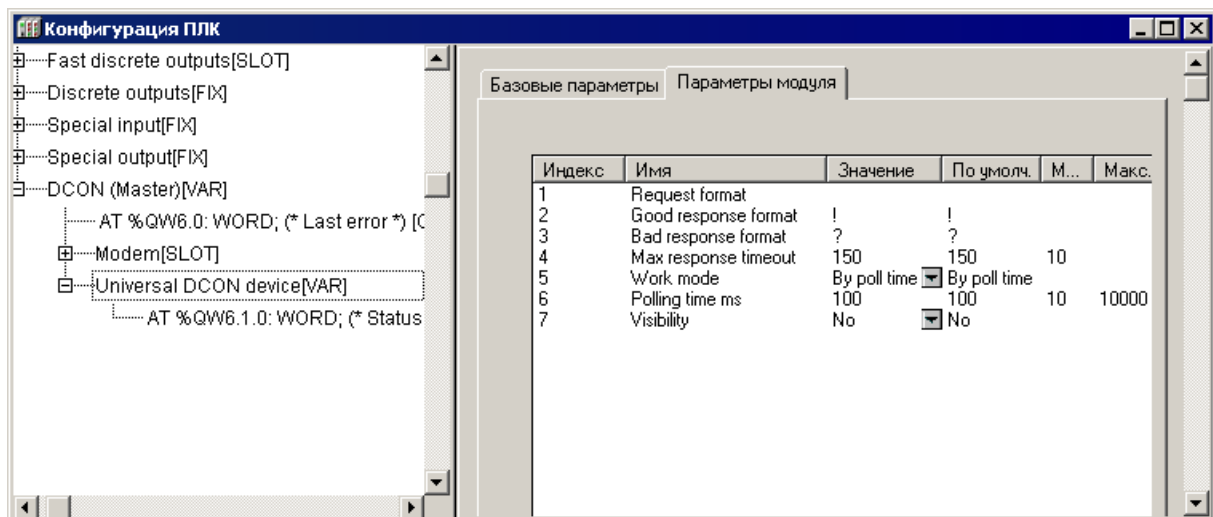 Конфигурация ПЛК
Fast discrete outputs[SLOT]
Discrete outputs[FIX]
Special input[FIX]
Special output[FIX]
DCON (Master)[VAR]
AT %QW6.0: WORD; (* Last error *) [
Modem[SLOT]
Universal DCON device[VAR]
AT %QW6.1.0: WORD; (* Status
Базовые параметры Параметры модуля
Индекс Имя Значение По умолч. М... Макс.
1 Request format
2 Good response format ! !
3 Bad response format ? ?
4 Max response timeout 150 150 10
5 Work mode By poll time By poll time
6 Polling time ms 100 100 10 10000
7 Visibility No No